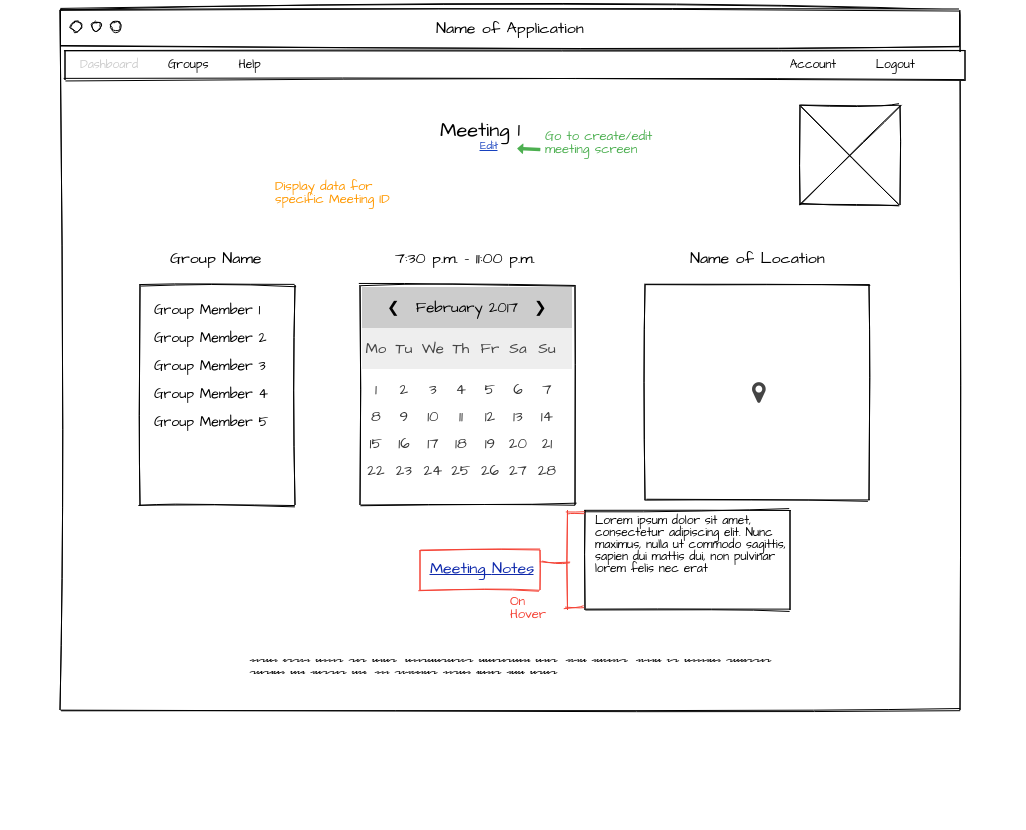 Name of Application
Dashboard Groups Help Account Logout
Meeting 1
Edit
Go to create/edit
meeting screen
Display data for
specific Meeting ID
Group Name
7:30 p.m. - 11:00 p.m.
Name of Location
Group Member 1
Group Member 2
Group Member 3
Group Member 4
Group Member 5
❮ February 2017 ❯
Mo Tu We Th Fr Sa Su
1 2 3 4 5 6 7
8 9 10 11 12 13 14
15 16 17 18 19 20 21
22 23 24 25 26 27 28
Lorem ipsum dolor sit amet,
consectetur adipiscing elit. Nunc
maximus, nulla ut commodo sagittis,
sapien dui mattis dui, non pulvinar
lorem felis nec erat
Meeting Notes
On
Hover